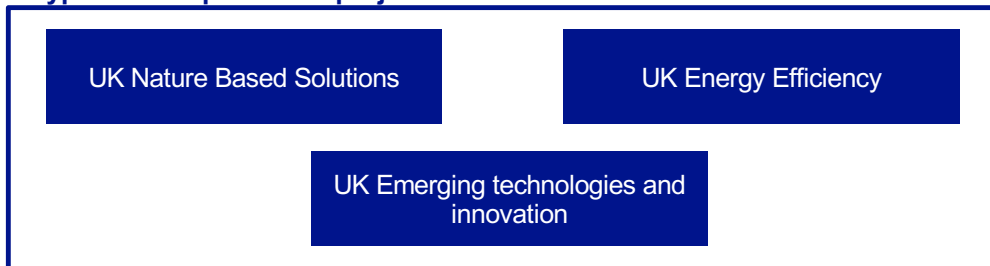 UK Nature Based Solutions
UK Energy Efficiency
UK Emerging technologies and
innovation